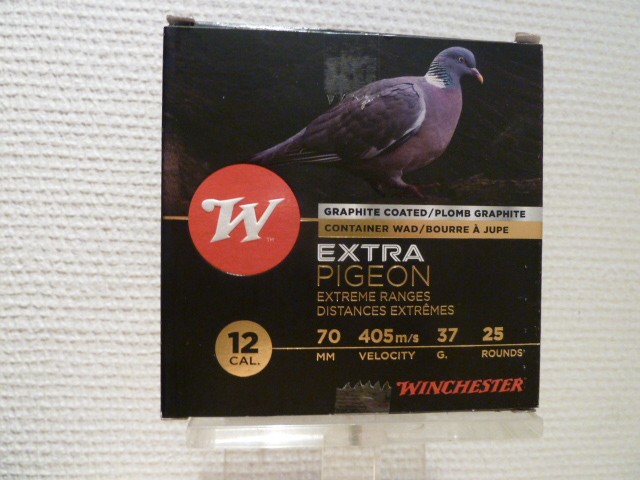 W
GRAPHITE COATED/PLOMB GRAPHITE
CONTAINER WAD/BOURRE À JUPE
EXTRA
PIGEON
EXTREME RANGES
DISTANCES EXTRÊMES
12 70 405 m/s 37 25
CAL. MM VELOCITY G. ROUNDS
WINCHESTER